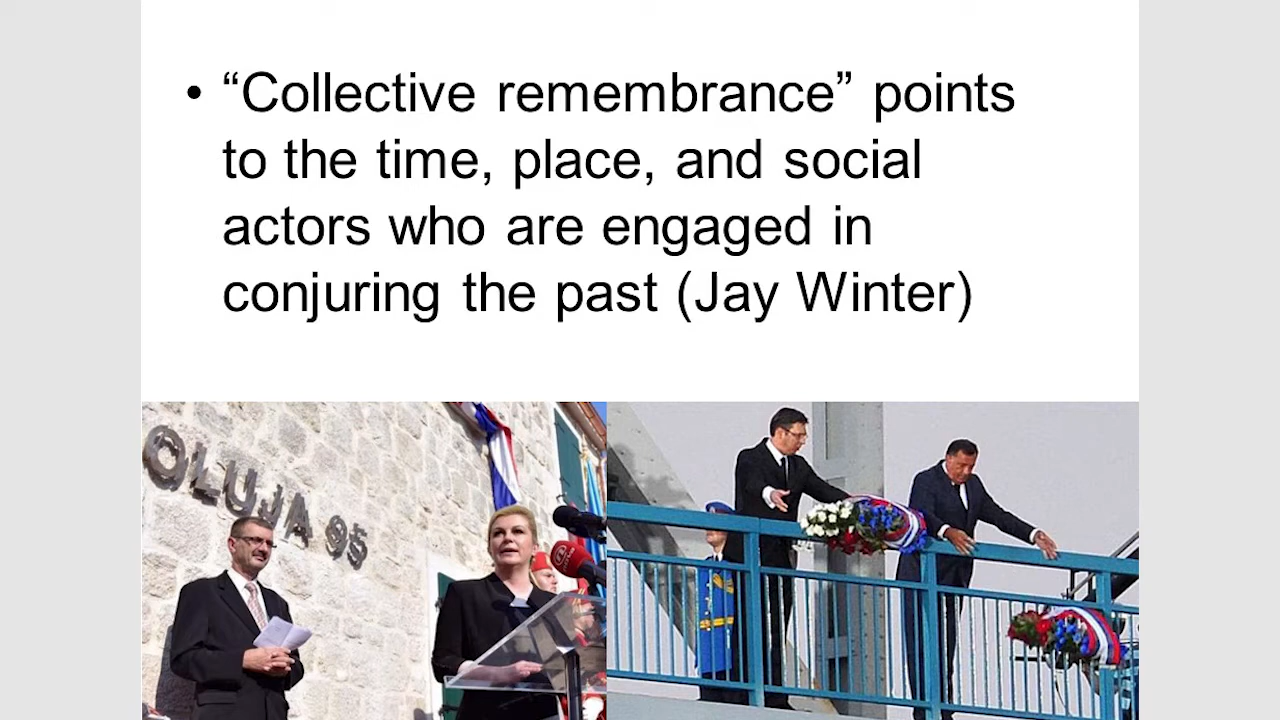 • “Collective remembrance” points
to the time, place, and social
actors who are engaged in
conjuring the past (Jay Winter)
OLUJA 95